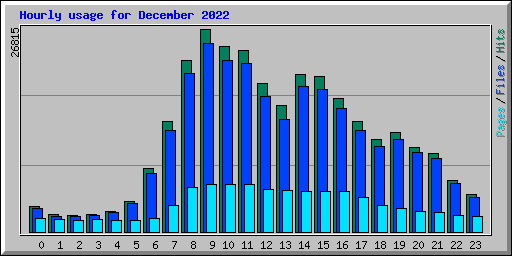 Hourly usage for December 2022
26815
Pages/Files/Hits
0 1 2 3 4 5 6 7 8 9 10 11 12 13 14 15 16 17 18 19 20 21 22 23